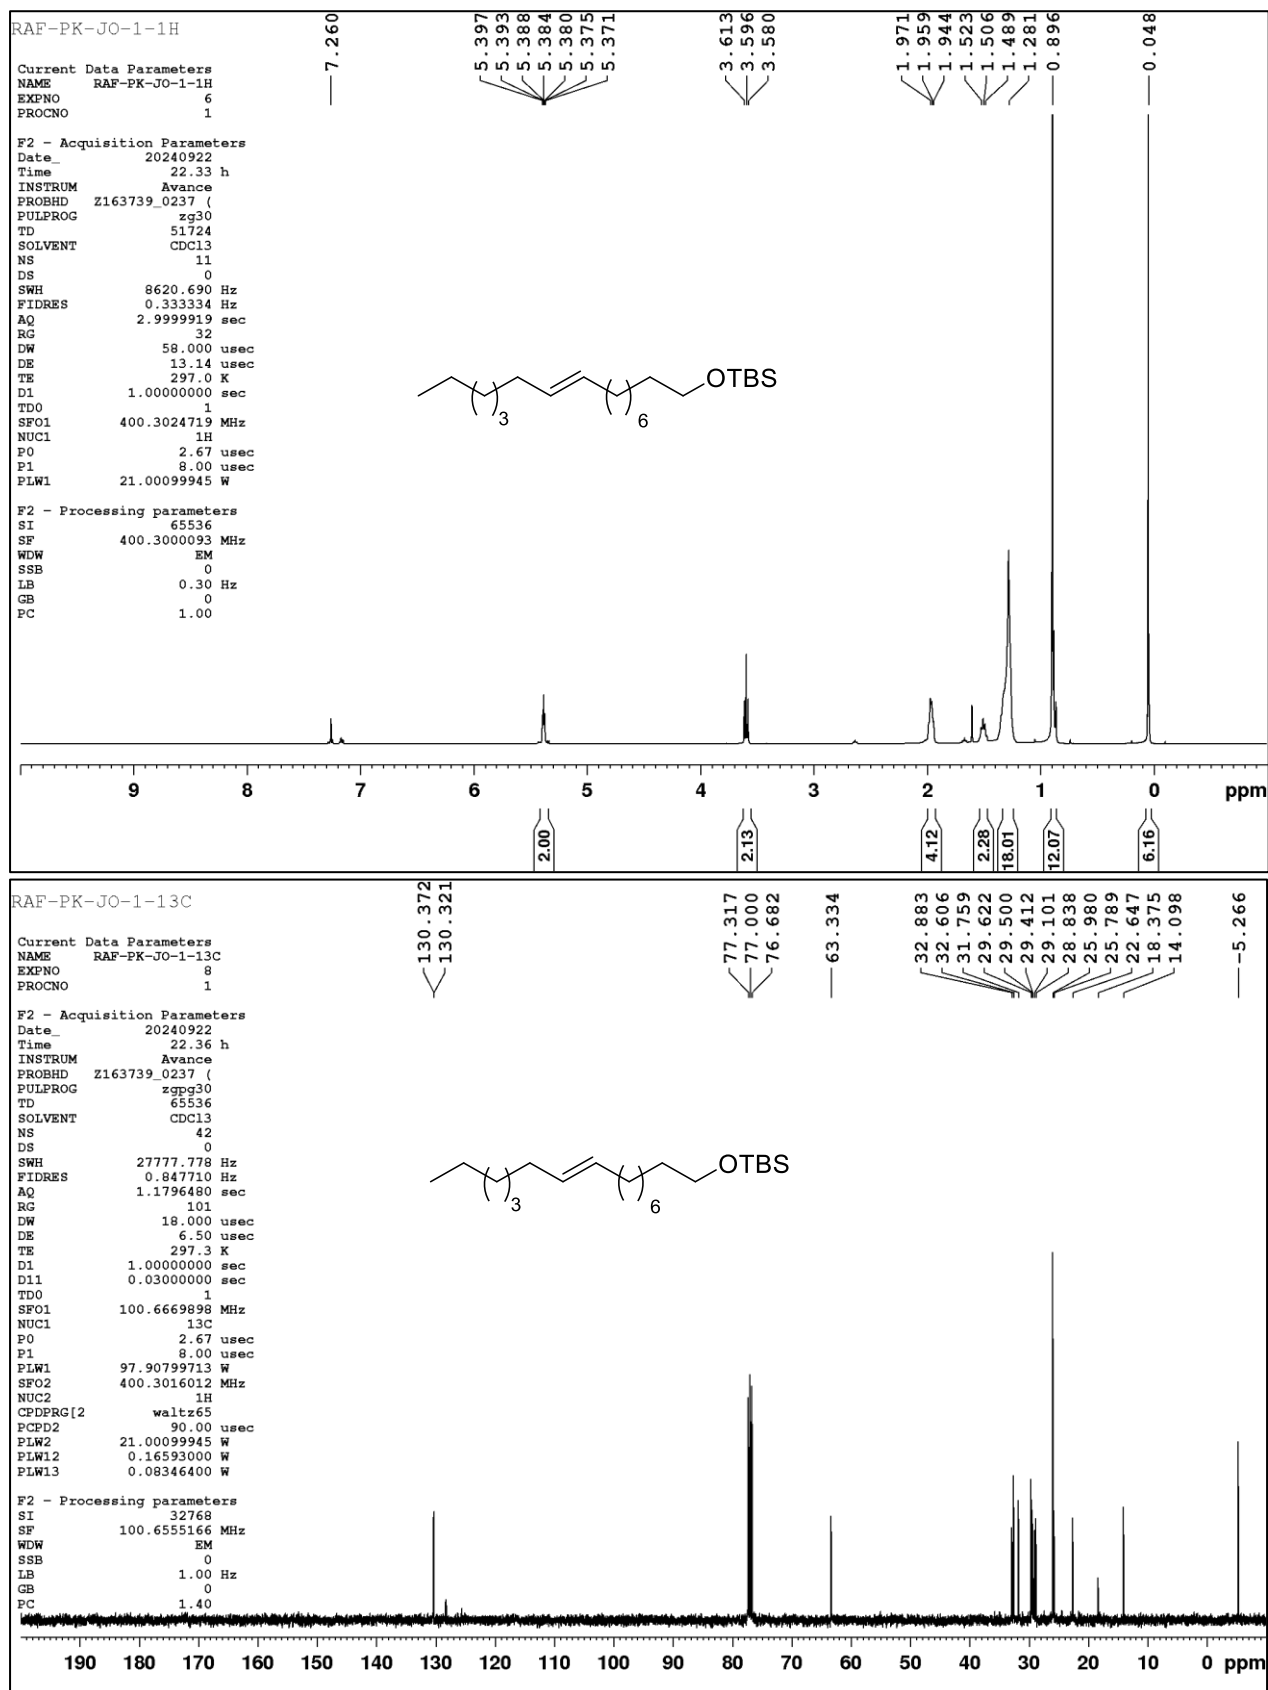 RAF-PK-JO-1-1H
7.260
5.397
5.393
5.388
5.384
5.380
5.375
5.371
3.613
3.596
3.580
1.971
1.959
1.944
1.523
1.506
1.489
1.281
0.896
0.048
Current Data Parameters
NAME RAF-PK-JO-1-1H
EXPNO 6
PROCNO 1
F2 - Acquisition Parameters
Date_ 20240922
Time 22.33 h
INSTRUM Avance
PROBHD Z163739_0237 (
PULPROG zg30
TD 51724
SOLVENT CDCl3
NS 11
DS 0
SWH 8620.690 Hz
FIDRES 0.333334 Hz
AQ 2.9999919 sec
RG 32
DW 58.000 usec
DE 13.14 usec
TE 297.0 K
D1 1.00000000 sec
TD0 1
SFO1 400.3024719 MHz
NUC1 1H
P0 2.67 usec
P1 8.00 usec
PLW1 21.00099945 W
F2 - Processing parameters
SI 65536
SF 400.3000093 MHz
WDW EM
SSB 0
LB 0.30 Hz
GB 0
PC 1.00
OTBS
3 6
9 8 7 6 5 4 3 2 1 0 ppm
2.00
2.13
4.12
2.28
18.01
12.07
6.16
RAF-PK-JO-1-13C
130.372
130.321
77.317
77.000
76.682
63.334
32.883
32.606
31.759
29.622
29.500
29.412
29.101
28.838
25.980
25.789
22.647
18.375
14.098
-5.266
Current Data Parameters
NAME RAF-PK-JO-1-13C
EXPNO 8
PROCNO 1
F2 - Acquisition Parameters
Date_ 20240922
Time 22.36 h
INSTRUM Avance
PROBHD Z163739_0237 (
PULPROG zgpg30
TD 65536
SOLVENT CDCl3
NS 42
DS 0
SWH 27777.778 Hz
FIDRES 0.847710 Hz
AQ 1.1796480 sec
RG 101
DW 18.000 usec
DE 6.50 usec
TE 297.3 K
D1 1.00000000 sec
D11 0.03000000 sec
TD0 1
SFO1 100.6669898 MHz
NUC1 13C
P0 2.67 usec
P1 8.00 usec
PLW1 97.90799713 W
SFO2 400.3016012 MHz
NUC2 1H
CPDPRG[2 waltz65
PCPD2 90.00 usec
PLW2 21.00099945 W
PLW12 0.16593000 W
PLW13 0.08346400 W
F2 - Processing parameters
SI 32768
SF 100.6555166 MHz
WDW EM
SSB 0
LB 1.00 Hz
GB 0
PC 1.40
OTBS
3 6
190 180 170 160 150 140 130 120 110 100 90 80 70 60 50 40 30 20 10 0 ppm